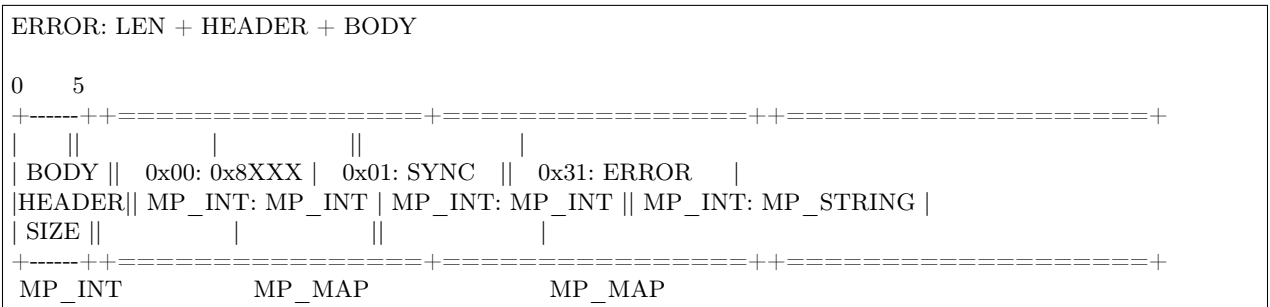 ERROR: LEN + HEADER + BODY
0 5
+------++================+================++===================+
| || | || |
| BODY || 0x00: 0x8XXX | 0x01: SYNC || 0x31: ERROR |
|HEADER|| MP_INT: MP_INT | MP_INT: MP_INT || MP_INT: MP_STRING |
| SIZE || | || |
+------++================+================++===================+
MP_INT MP_MAP MP_MAP